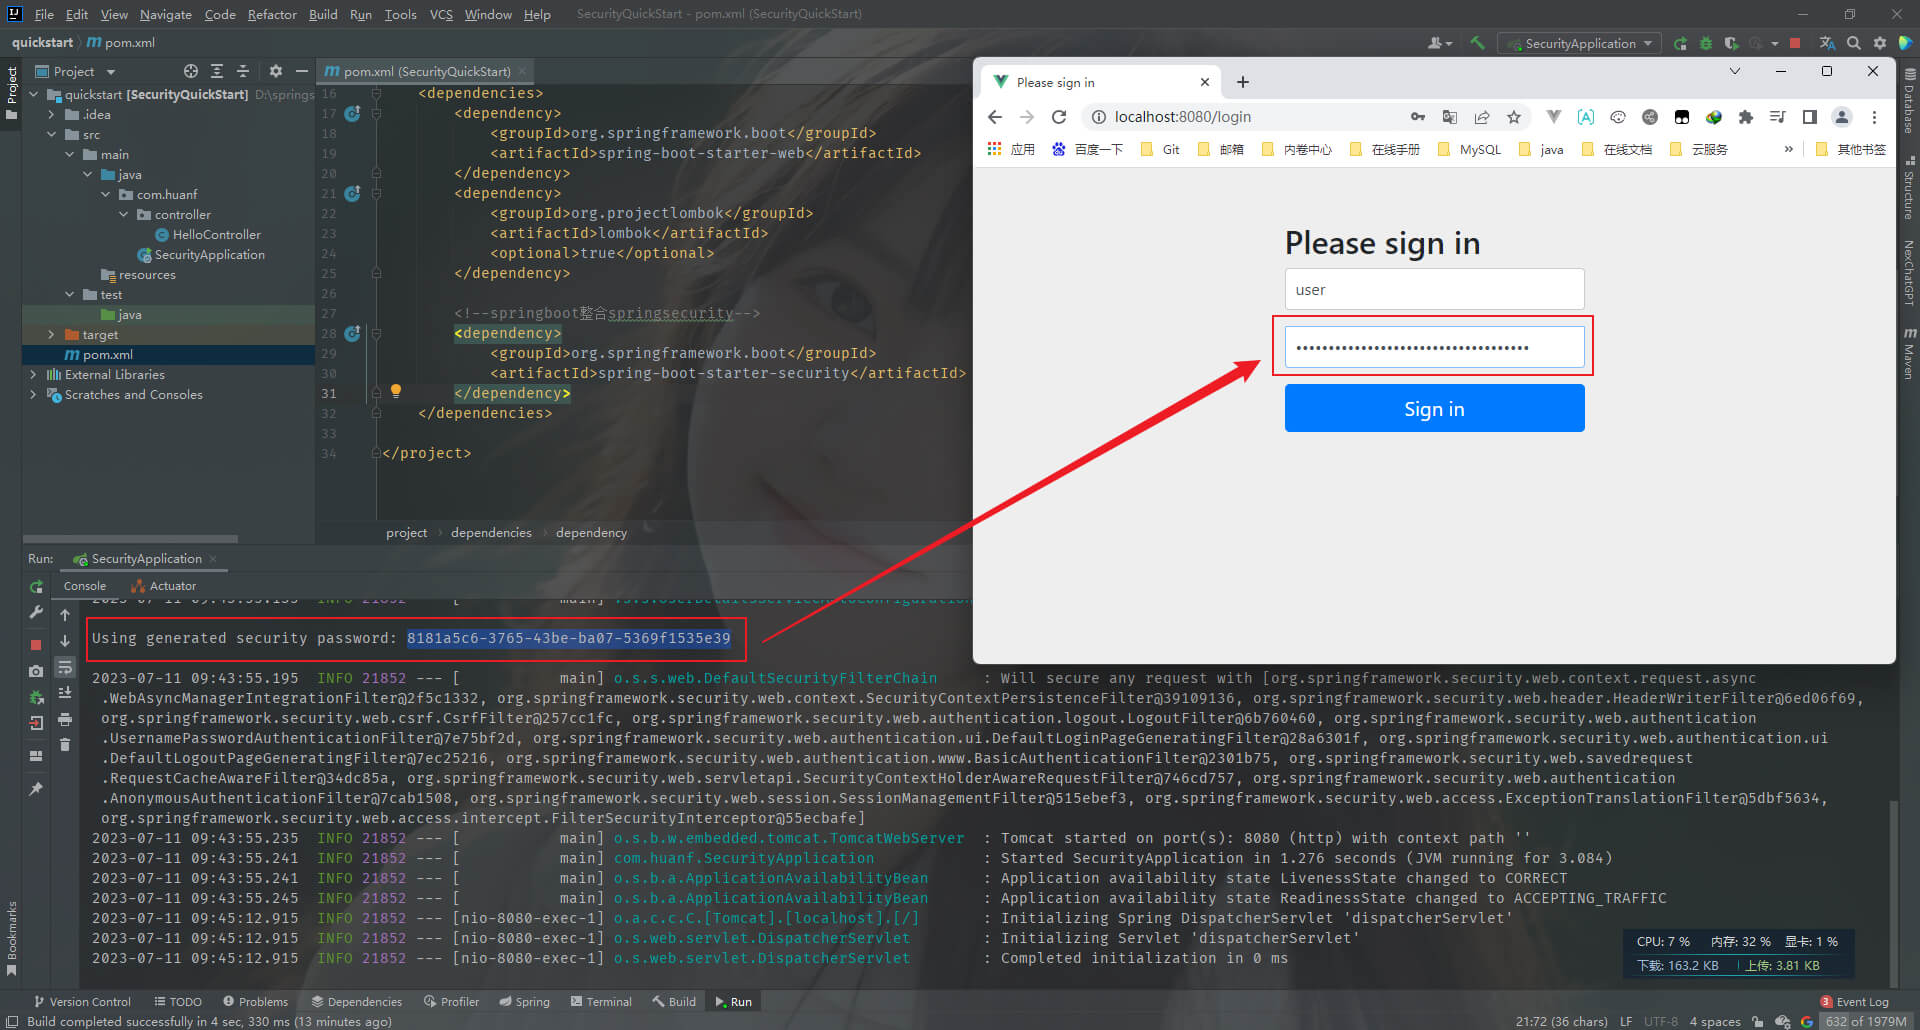 File Edit View Navigate Code Refactor Build Run Tools VCS Window Help SecurityQuickStart - pom.xml (SecurityQuickStart)
quickstart pom.xml SecurityApplication
Project
pom.xml (SecurityQuickStart)
Project
quickstart [SecurityQuickStart] D:\springs
.idea
src
main
java
com.huanf
controller
HelloController
SecurityApplication
resources
test
java
target
pom.xml
External Libraries
Scratches and Consoles
16 <dependencies>
17 <dependency>
18 <groupId>org.springframework.boot</groupId>
19 <artifactId>spring-boot-starter-web</artifactId>
20 </dependency>
21 <dependency>
22 <groupId>org.projectlombok</groupId>
23 <artifactId>lombok</artifactId>
24 <optional>true</optional>
25 </dependency>
26
27 <!--springboot整合springsecurity-->
28 <dependency>
29 <groupId>org.springframework.boot</groupId>
30 <artifactId>spring-boot-starter-security</artifactId>
31 </dependency>
32 </dependencies>
33
34 </project>
project dependencies dependency
Please sign in
localhost:8080/login
应用 百度一下 Git 邮箱 内卷中心 在线手册 MySQL java 在线文档 云服务 » 其他书签
Please sign in
user
Sign in
Database
Structure
NexChatGPT
Maven
Run: SecurityApplication
Console Actuator
2023-07-11 09:43:55.155 INFO 21852 --- [ main] .s.s.UserDetailsServiceAutoConfiguration
Using generated security password: 8181a5c6-3765-43be-ba07-5369f1535e39
2023-07-11 09:43:55.195 INFO 21852 --- [ main] o.s.s.web.DefaultSecurityFilterChain : Will secure any request with [org.springframework.security.web.context.request.async
.WebAsyncManagerIntegrationFilter@2f5c1332, org.springframework.security.web.context.SecurityContextPersistenceFilter@39109136, org.springframework.security.web.header.HeaderWriterFilter@6ed06f69,
org.springframework.security.web.csrf.CsrfFilter@257cc1fc, org.springframework.security.web.authentication.logout.LogoutFilter@6b760460, org.springframework.security.web.authentication
.UsernamePasswordAuthenticationFilter@7e75bf2d, org.springframework.security.web.authentication.ui.DefaultLoginPageGeneratingFilter@28a6301f, org.springframework.security.web.authentication.ui
.DefaultLogoutPageGeneratingFilter@7ec25216, org.springframework.security.web.authentication.www.BasicAuthenticationFilter@2301b75, org.springframework.security.web.savedrequest
.RequestCacheAwareFilter@34dc85a, org.springframework.security.web.servletapi.SecurityContextHolderAwareRequestFilter@746cd757, org.springframework.security.web.authentication
.AnonymousAuthenticationFilter@7cab1508, org.springframework.security.web.session.SessionManagementFilter@515ebef3, org.springframework.security.web.access.ExceptionTranslationFilter@5dbf5634,
org.springframework.security.web.access.intercept.FilterSecurityInterceptor@55ecbafe]
2023-07-11 09:43:55.235 INFO 21852 --- [ main] o.s.b.w.embedded.tomcat.TomcatWebServer : Tomcat started on port(s): 8080 (http) with context path ''
2023-07-11 09:43:55.241 INFO 21852 --- [ main] com.huanf.SecurityApplication : Started SecurityApplication in 1.276 seconds (JVM running for 3.084)
2023-07-11 09:43:55.241 INFO 21852 --- [ main] o.s.b.a.ApplicationAvailabilityBean : Application availability state LivenessState changed to CORRECT
2023-07-11 09:43:55.245 INFO 21852 --- [ main] o.s.b.a.ApplicationAvailabilityBean : Application availability state ReadinessState changed to ACCEPTING_TRAFFIC
2023-07-11 09:45:12.915 INFO 21852 --- [nio-8080-exec-1] o.a.c.c.C.[Tomcat].[localhost].[/] : Initializing Spring DispatcherServlet 'dispatcherServlet'
2023-07-11 09:45:12.915 INFO 21852 --- [nio-8080-exec-1] o.s.web.servlet.DispatcherServlet : Initializing Servlet 'dispatcherServlet'
2023-07-11 09:45:12.915 INFO 21852 --- [nio-8080-exec-1] o.s.web.servlet.DispatcherServlet : Completed initialization in 0 ms
CPU: 7 % 内存: 32 % 显卡: 1 %
下载: 163.2 KB 上传: 3.81 KB
Bookmarks
Version Control TODO Problems Dependencies Profiler Spring Terminal Build Run 3 Event Log
Build completed successfully in 4 sec, 330 ms (13 minutes ago) 21:72 (36 chars) LF UTF-8 4 spaces 632 of 1979M